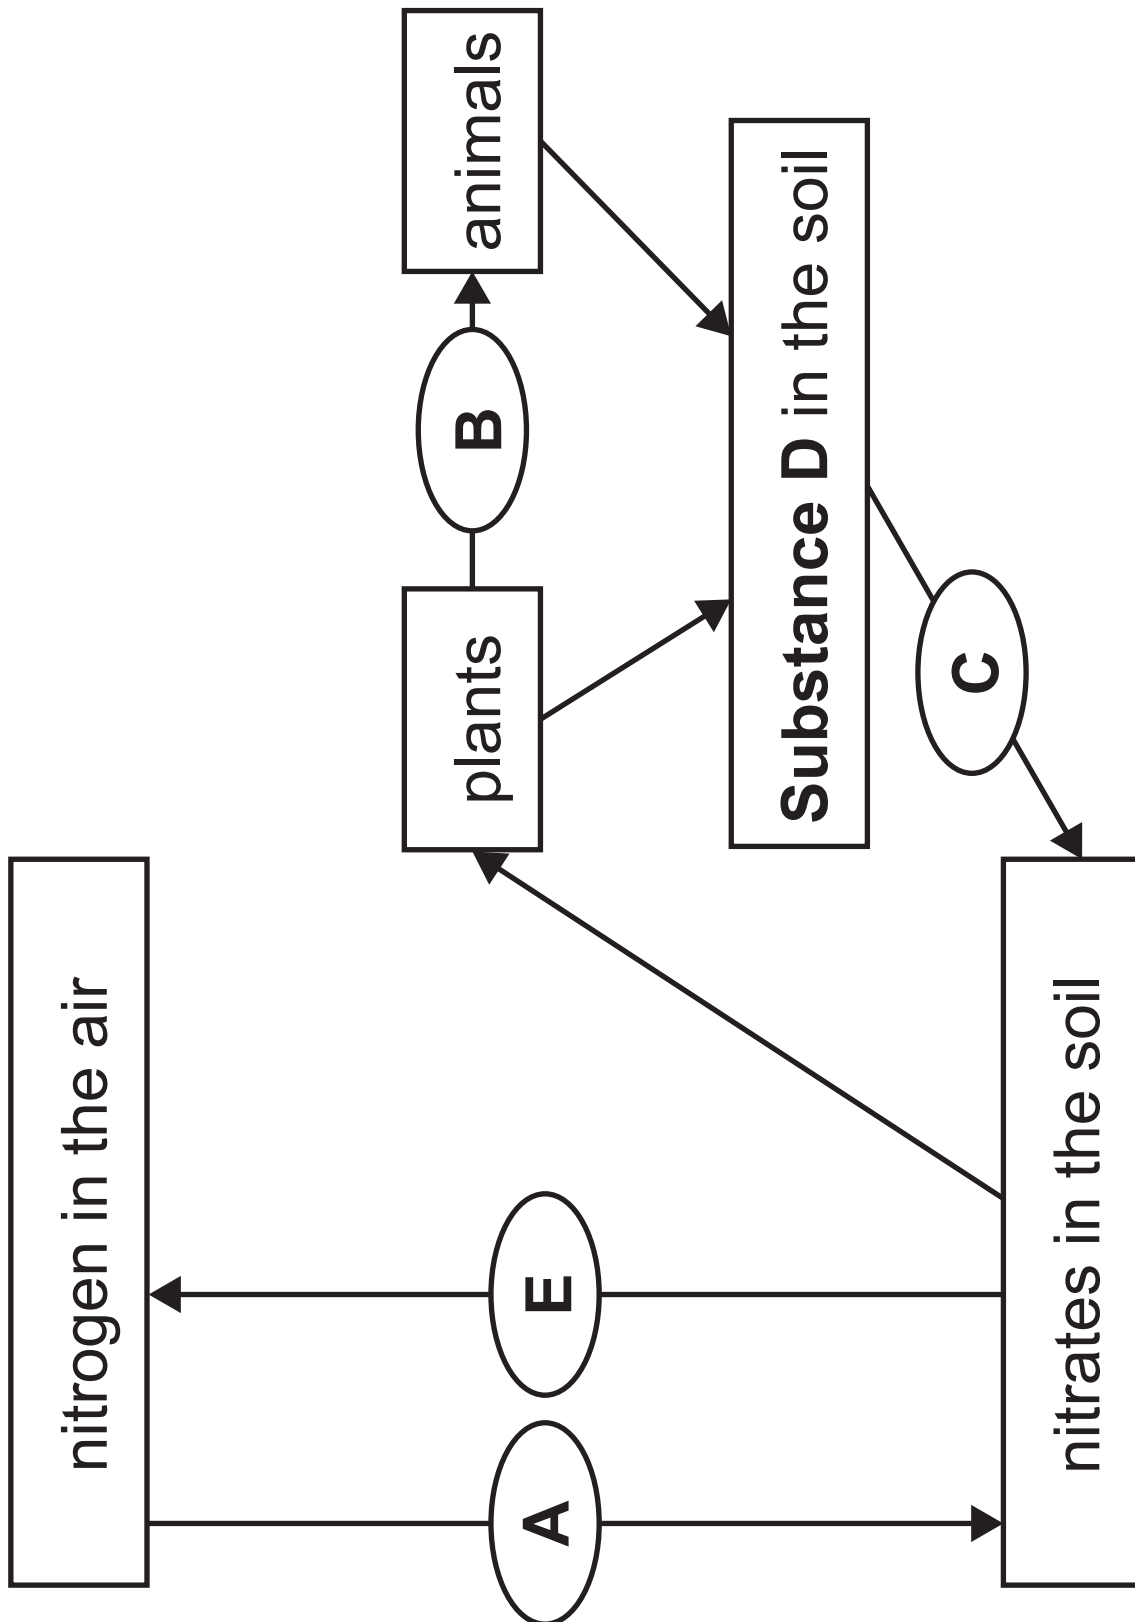 nitrogen in the air
plants
B
animals
A
E
Substance D in the soil
C
nitrates in the soil